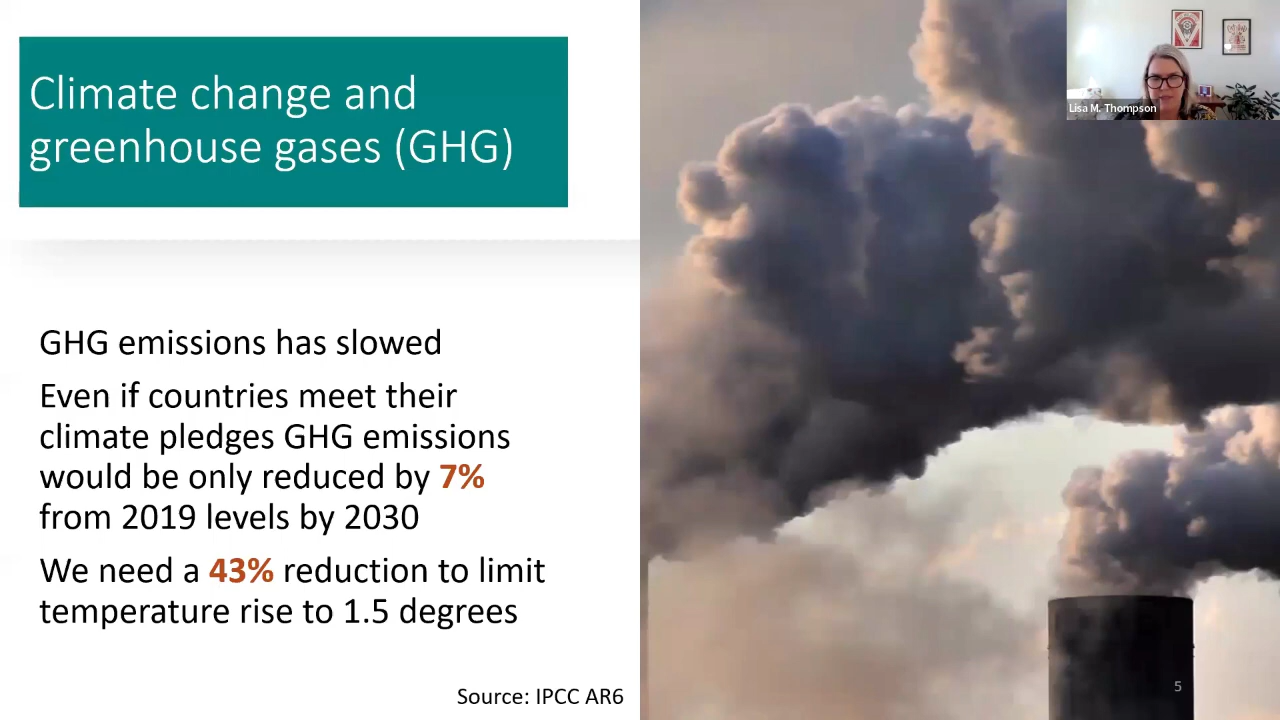 Climate change and
greenhouse gases (GHG)
Lisa M. Thompson
GHG emissions has slowed
Even if countries meet their
climate pledges GHG emissions
would be only reduced by 7%
from 2019 levels by 2030
We need a 43% reduction to limit
temperature rise to 1.5 degrees
Source: IPCC AR6
5